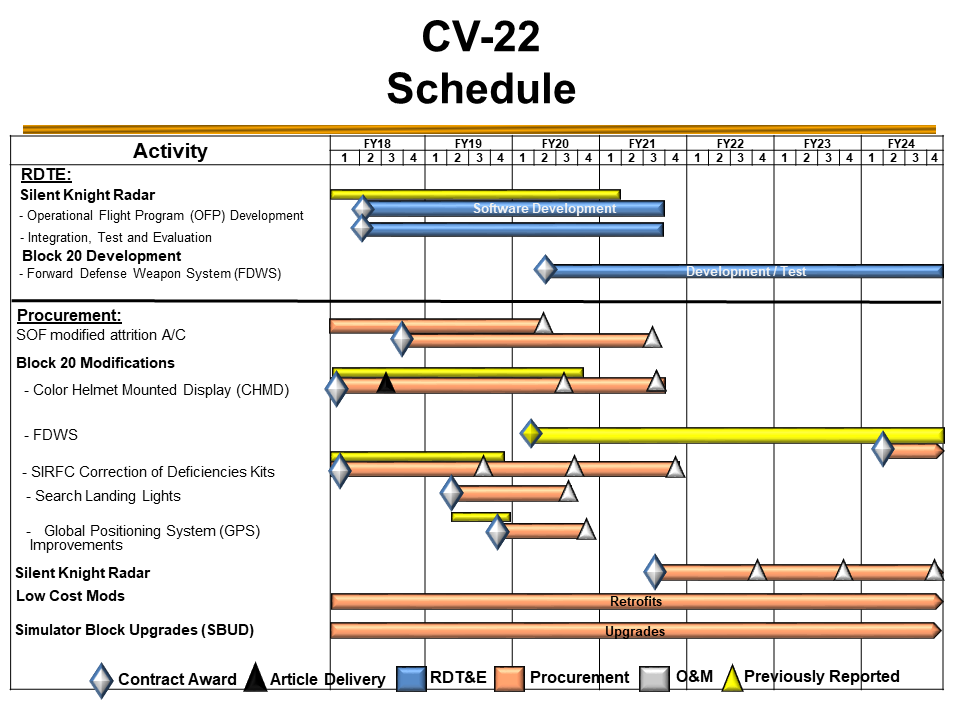 CV-22
Schedule
Activity
FY18 FY19 FY20 FY21 FY22 FY23 FY24
1 2 3 4 1 2 3 4 1 2 3 4 1 2 3 4 1 2 3 4 1 2 3 4 1 2 3 4
RDTE:
Silent Knight Radar
- Operational Flight Program (OFP) Development
Software Development
- Integration, Test and Evaluation
Block 20 Development
- Forward Defense Weapon System (FDWS)
Development / Test
Procurement:
SOF modified attrition A/C
Block 20 Modifications
- Color Helmet Mounted Display (CHMD)
- FDWS
- SIRFC Correction of Deficiencies Kits
- Search Landing Lights
- Global Positioning System (GPS)
Improvements
Silent Knight Radar
Low Cost Mods
Retrofits
Simulator Block Upgrades (SBUD)
Upgrades
Contract Award Article Delivery RDT&E Procurement O&M Previously Reported